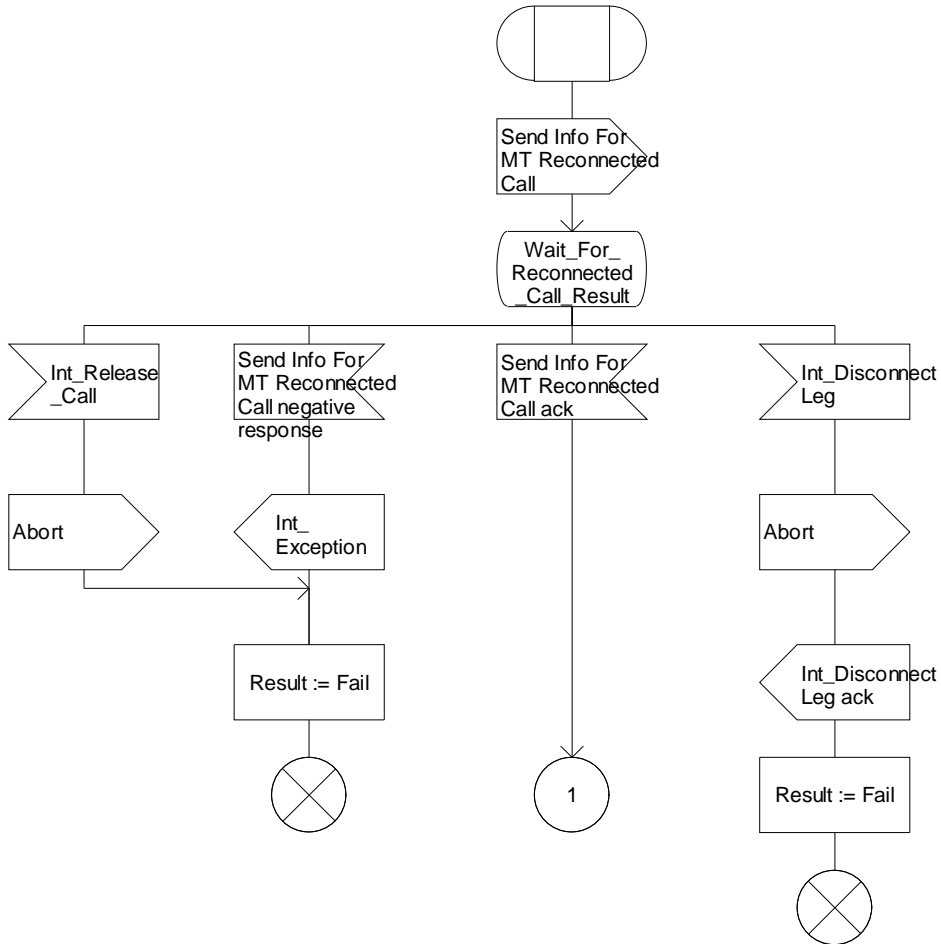 Send Info For
MT Reconnected
Call
Wait_For_
Reconnected
_Call_Result
Int_Release
_Call
Send Info For
MT Reconnected
Call negative
response
Send Info For
MT Reconnected
Call ack
Int_Disconnect
Leg
Abort
Int_
Exception
Abort
Result := Fail
Int_Disconnect
Leg ack
1
Result := Fail